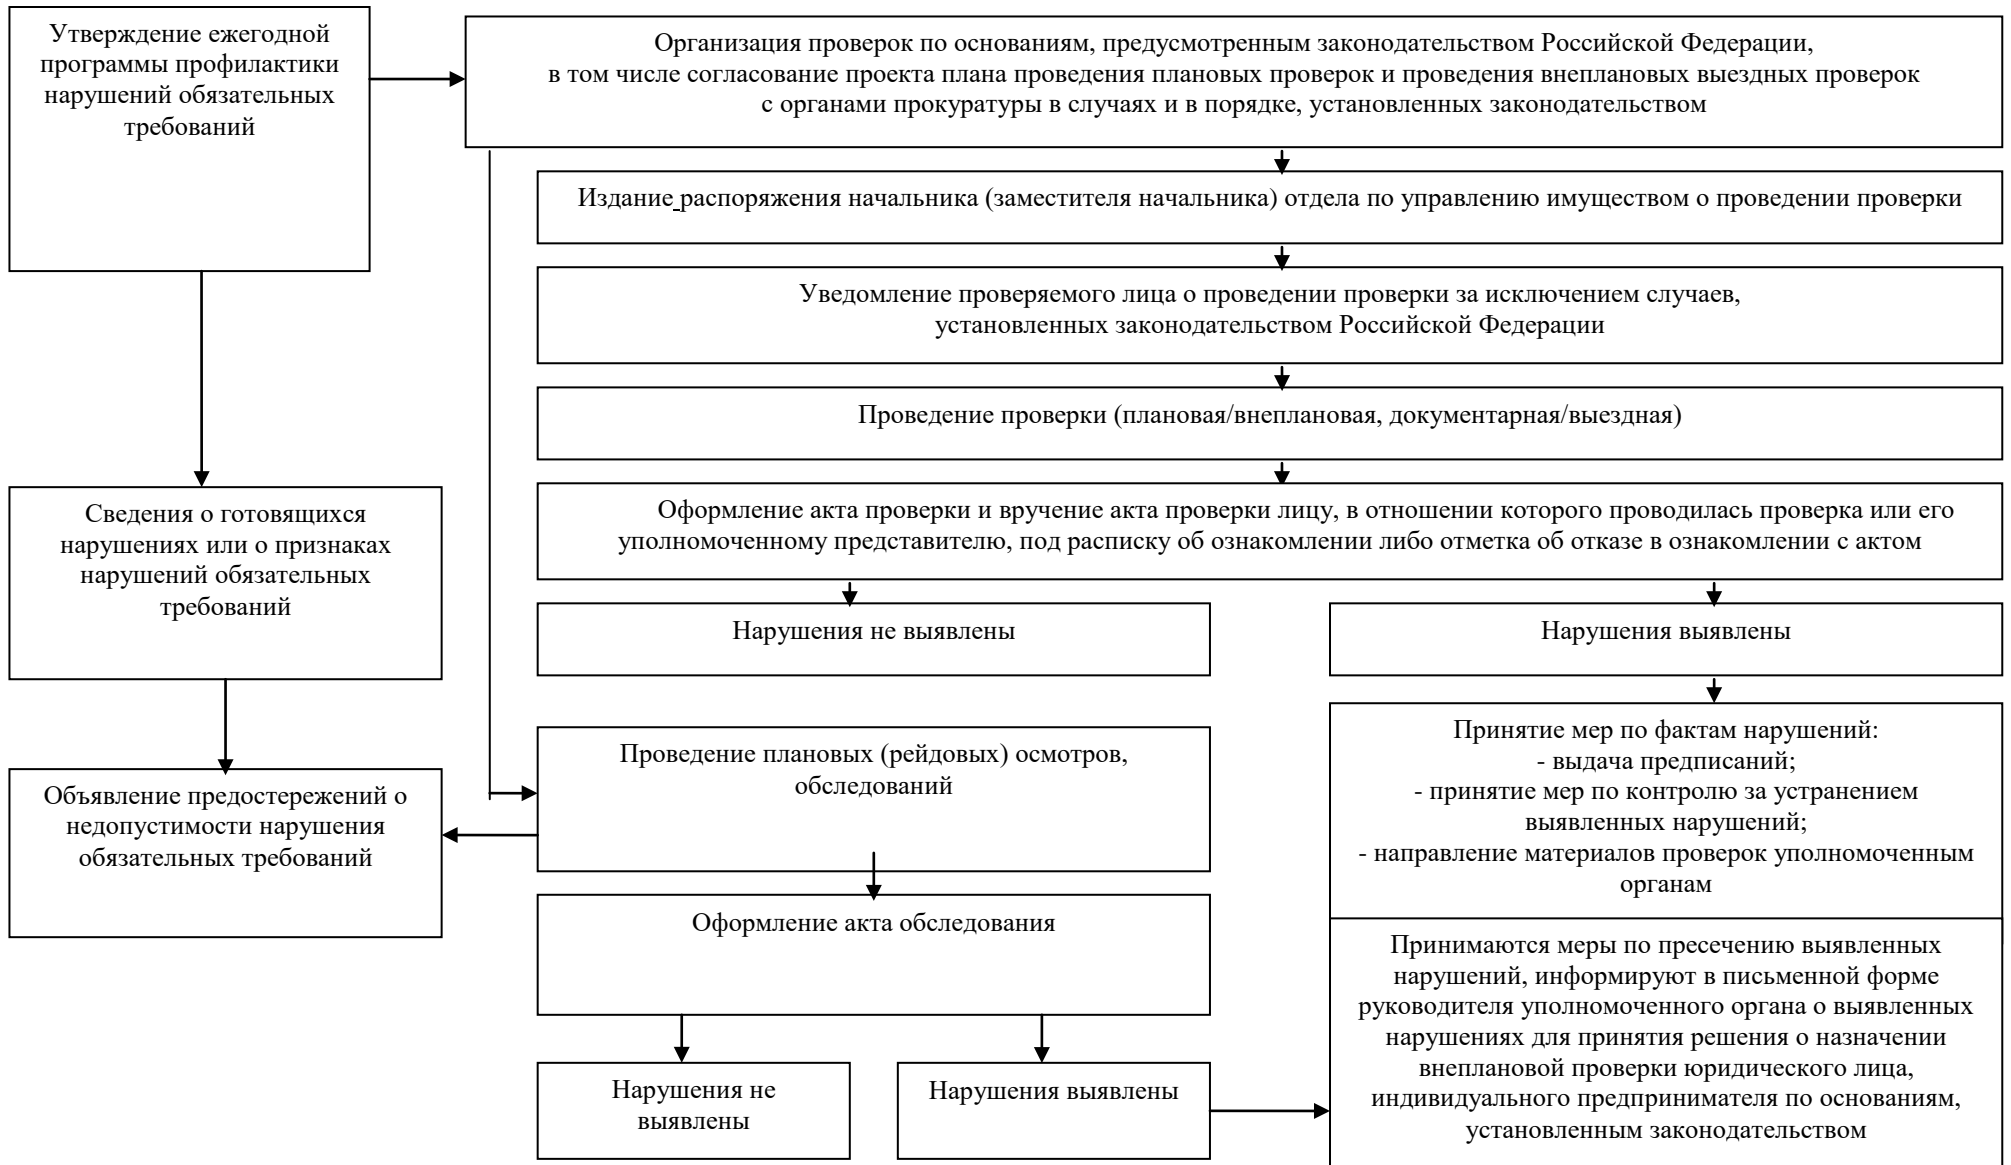 Утверждение ежегодной
программы профилактики
нарушений обязательных
требований
Организация проверок по основаниям, предусмотренным законодательством Российской Федерации,
в том числе согласование проекта плана проведения плановых проверок и проведения внеплановых выездных проверок
с органами прокуратуры в случаях и в порядке, установленных законодательством
Издание распоряжения начальника (заместителя начальника) отдела по управлению имуществом о проведении проверки
Уведомление проверяемого лица о проведении проверки за исключением случаев,
установленных законодательством Российской Федерации
Проведение проверки (плановая/внеплановая, документарная/выездная)
Оформление акта проверки и вручение акта проверки лицу, в отношении которого проводилась проверка или его
уполномоченному представителю, под расписку об ознакомлении либо отметка об отказе в ознакомлении с актом
Сведения о готовящихся
нарушениях или о признаках
нарушений обязательных
требований
Нарушения не выявлены
Нарушения выявлены
Объявление предостережений о
недопустимости нарушения
обязательных требований
Проведение плановых (рейдовых) осмотров,
обследований
Принятие мер по фактам нарушений:
- выдача предписаний;
- принятие мер по контролю за устранением
выявленных нарушений;
- направление материалов проверок уполномоченным
органам
Оформление акта обследования
Нарушения не
выявлены
Нарушения выявлены
Принимаются меры по пресечению выявленных
нарушений, информируют в письменной форме
руководителя уполномоченного органа о выявленных
нарушениях для принятия решения о назначении
внеплановой проверки юридического лица,
индивидуального предпринимателя по основаниям,
установленным законодательством